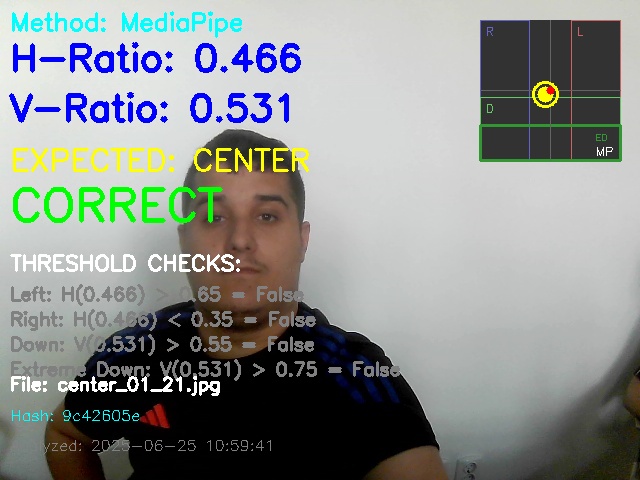 Method: MediaPipe
H-Ratio: 0.466
V-Ratio: 0.531
EXPECTED: CENTER
CORRECT
THRESHOLD CHECKS:
Left: H(0.466) > 0.65 = False
Right: H(0.466) < 0.35 = False
Down: V(0.531) > 0.55 = False
Extreme Down: V(0.531) > 0.75 = False
File: center_01_21.jpg
Hash: 9c42605e
yzed: 2025-06-25 10:59:41
R L
D
ED
MP